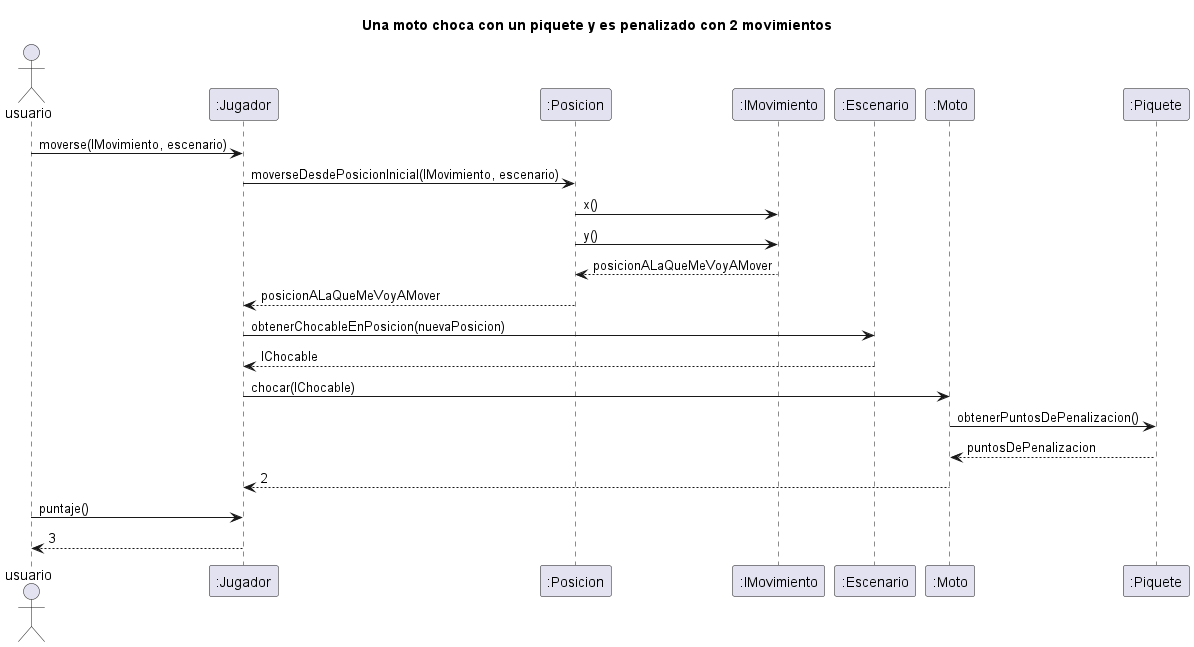 Una moto choca con un piquete y es penalizado con 2 movimientos
usuario
:Jugador
:Posicion
:IMovimiento
:Escenario
:Moto
:Piquete
moverse(IMovimiento, escenario)
moverseDesdePosicionInicial(IMovimiento, escenario)
x()
y()
posicionALaQueMeVoyAMover
posicionALaQueMeVoyAMover
obtenerChocableEnPosicion(nuevaPosicion)
IChocable
chocar(IChocable)
obtenerPuntosDePenalizacion()
puntosDePenalizacion
2
puntaje()
3
usuario
:Jugador
:Posicion
:IMovimiento
:Escenario
:Moto
:Piquete